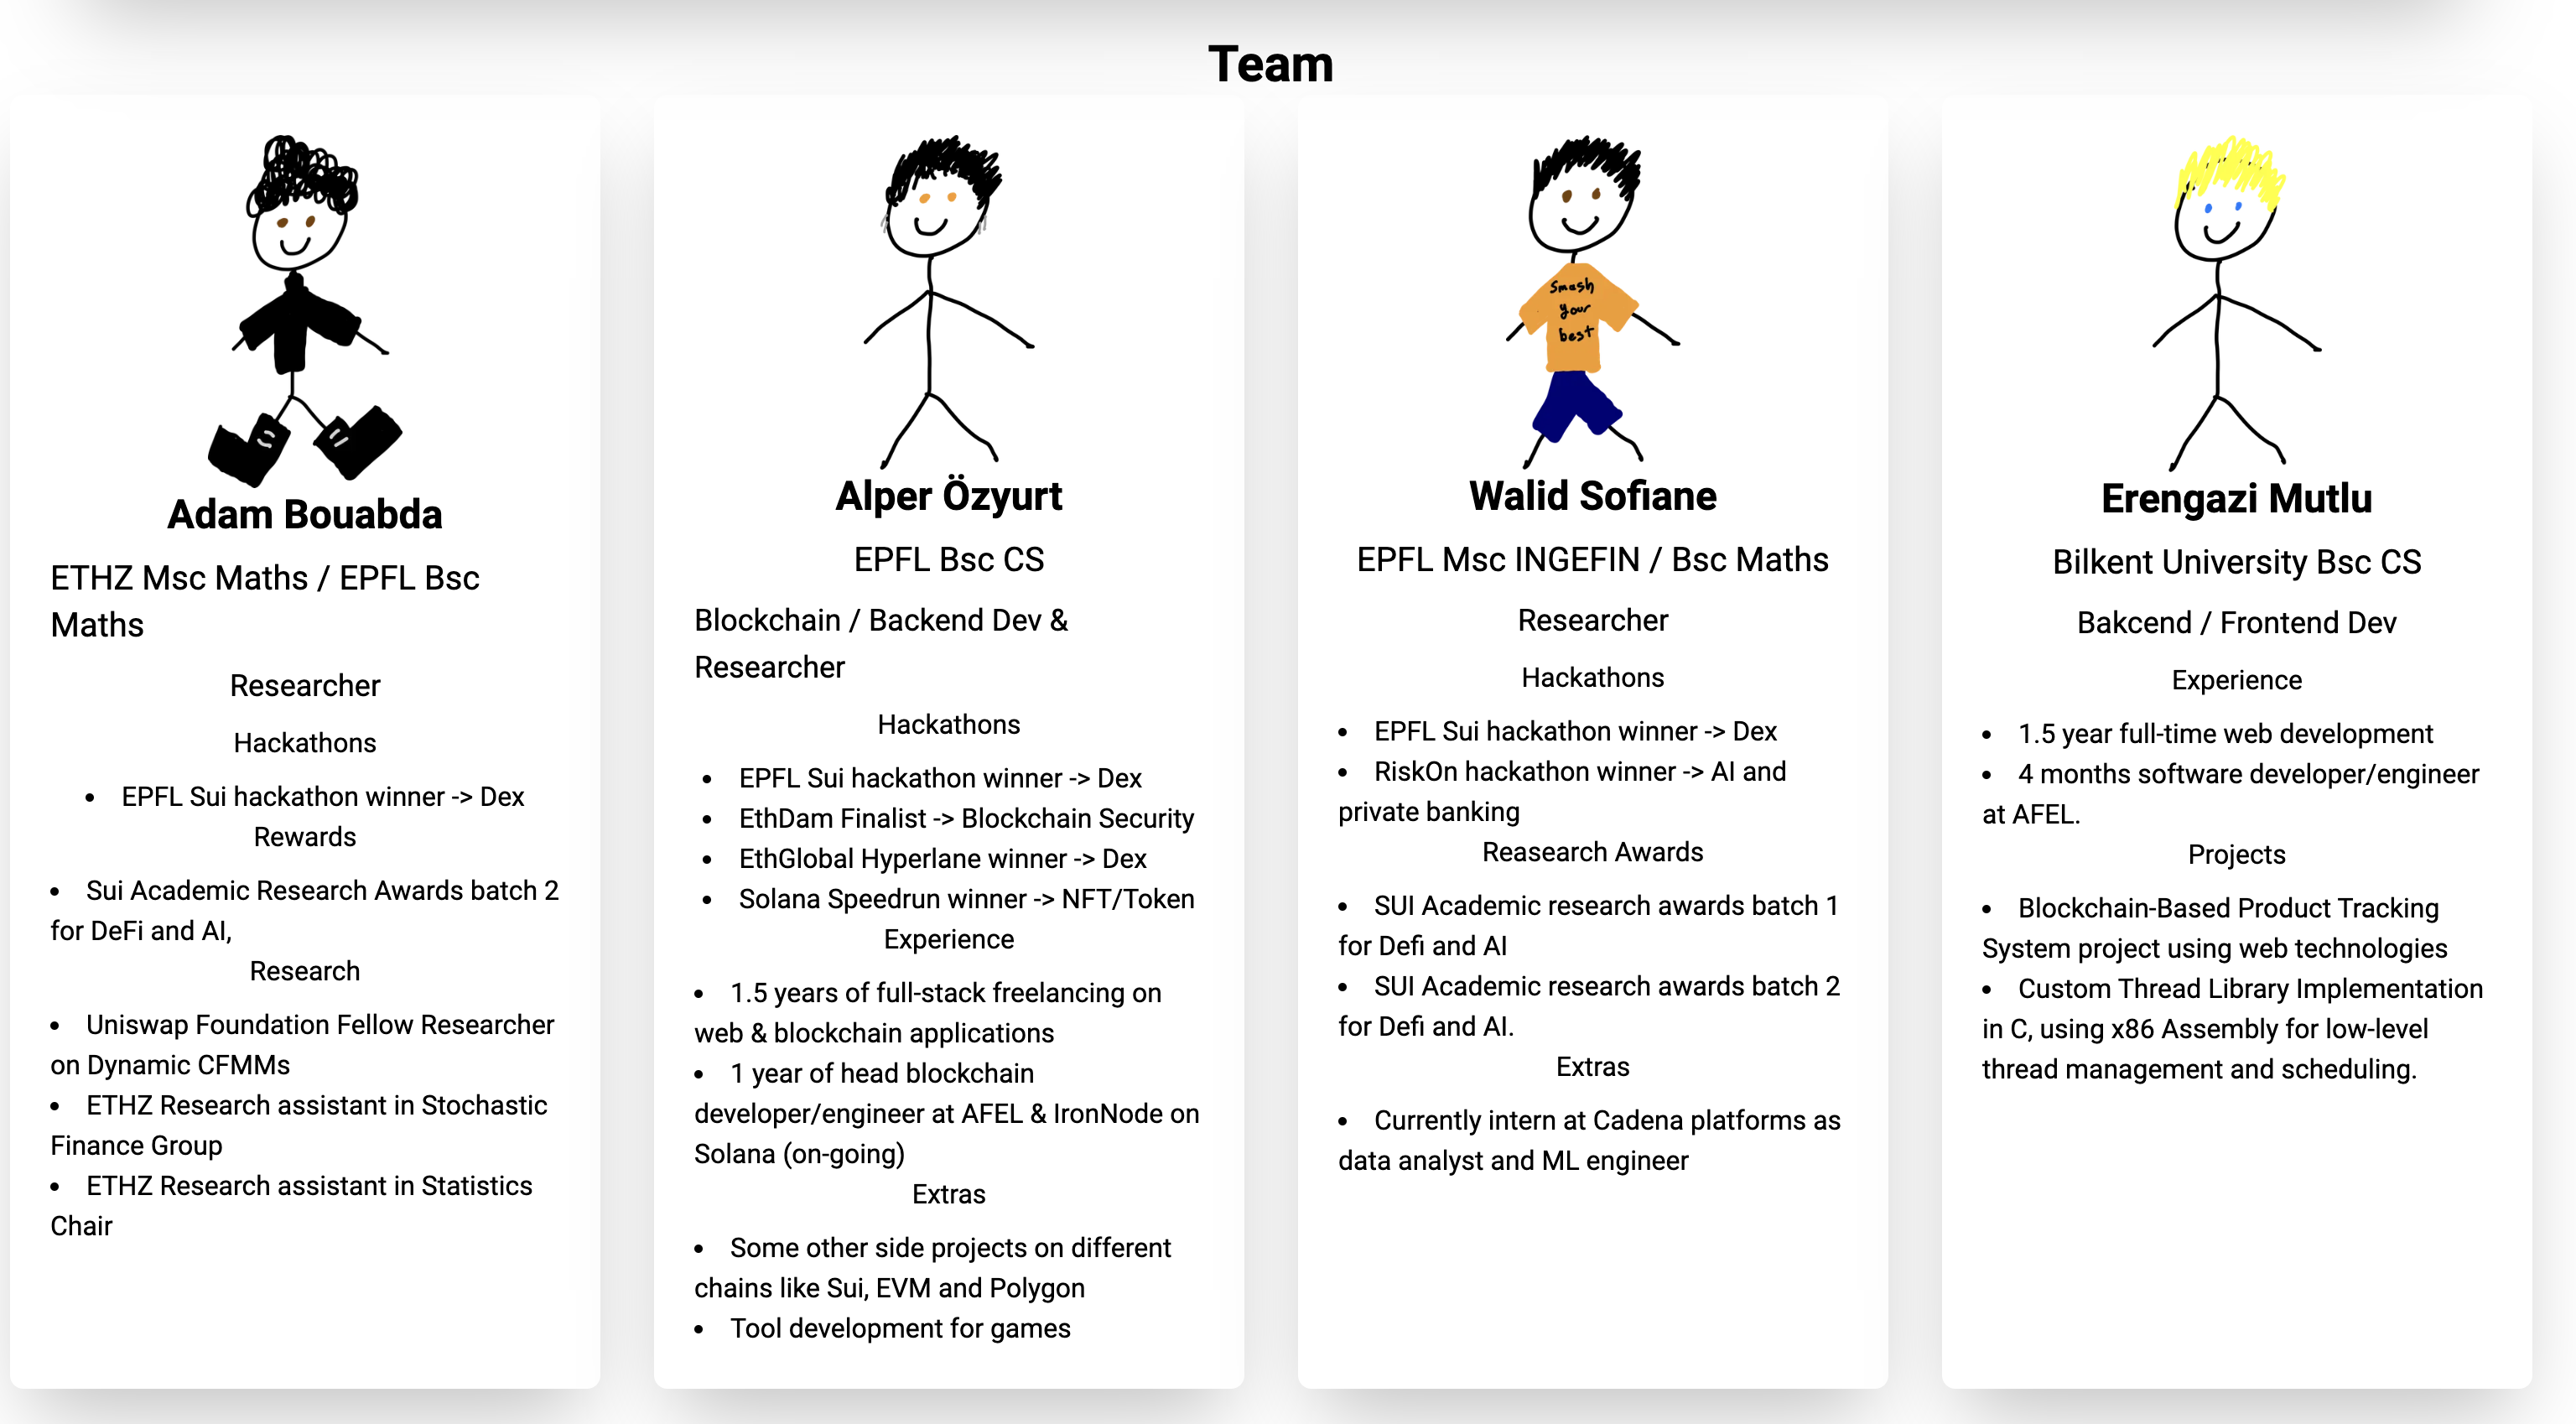 Team
Smash
your
best
Adam Bouabda
ETHZ Msc Maths / EPFL Bsc
Maths
Researcher
Hackathons
• EPFL Sui hackathon winner -> Dex
Rewards
• Sui Academic Research Awards batch 2
for DeFi and AI,
Research
• Uniswap Foundation Fellow Researcher
on Dynamic CFMMs
• ETHZ Research assistant in Stochastic
Finance Group
• ETHZ Research assistant in Statistics
Chair
Alper Özyurt
EPFL Bsc CS
Blockchain / Backend Dev &
Researcher
Hackathons
• EPFL Sui hackathon winner -> Dex
• EthDam Finalist -> Blockchain Security
• EthGlobal Hyperlane winner -> Dex
• Solana Speedrun winner -> NFT/Token
Experience
• 1.5 years of full-stack freelancing on
web & blockchain applications
• 1 year of head blockchain
developer/engineer at AFEL & IronNode on
Solana (on-going)
Extras
• Some other side projects on different
chains like Sui, EVM and Polygon
• Tool development for games
Walid Sofiane
EPFL Msc INGEFIN / Bsc Maths
Researcher
Hackathons
• EPFL Sui hackathon winner -> Dex
• RiskOn hackathon winner -> AI and
private banking
Reasearch Awards
• SUI Academic research awards batch 1
for Defi and AI
• SUI Academic research awards batch 2
for Defi and AI.
Extras
• Currently intern at Cadena platforms as
data analyst and ML engineer
Erengazi Mutlu
Bilkent University Bsc CS
Bakcend / Frontend Dev
Experience
• 1.5 year full-time web development
• 4 months software developer/engineer
at AFEL.
Projects
• Blockchain-Based Product Tracking
System project using web technologies
• Custom Thread Library Implementation
in C, using x86 Assembly for low-level
thread management and scheduling.